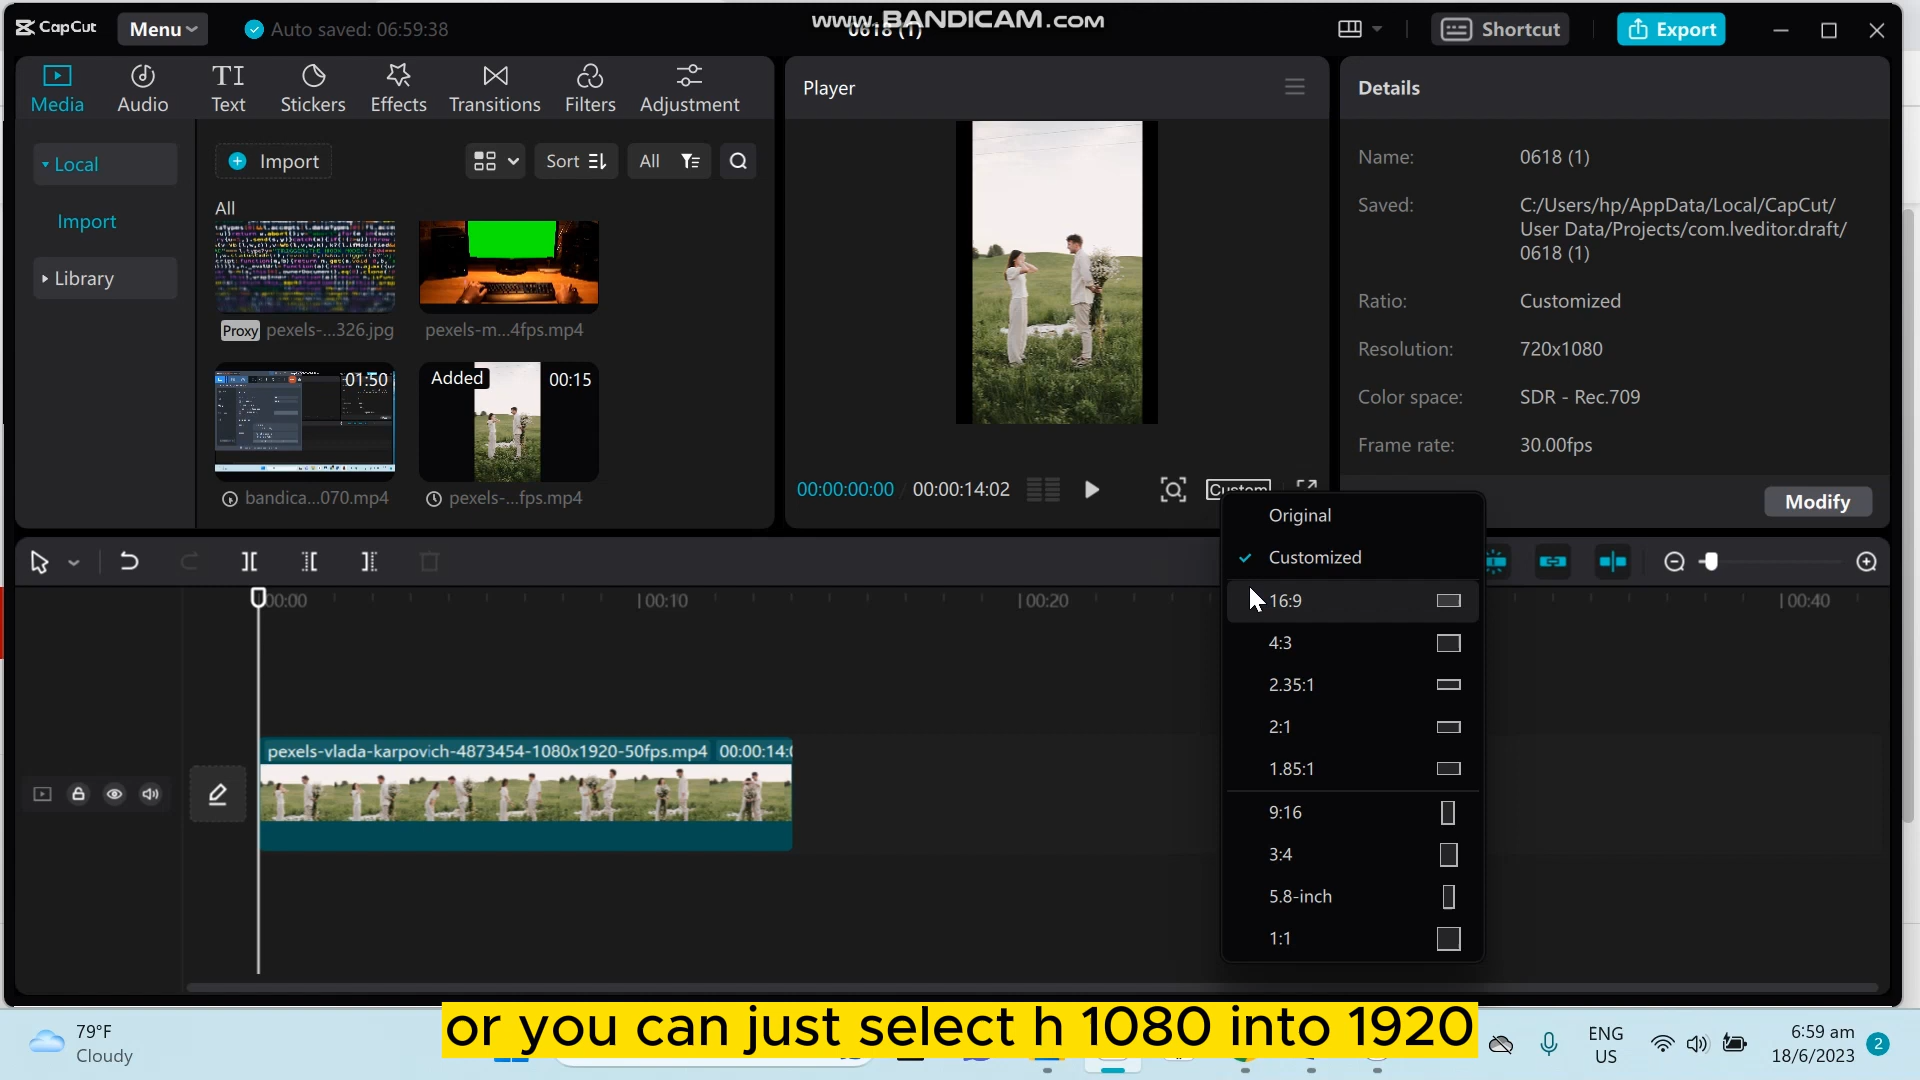 CapCut
Menu
Auto saved: 06:59:38
www.BANDICAM.com
0618 (1)
Shortcut
Export
Media
Audio
Text
Stickers
Effects
Transitions
Filters
Adjustment
Player
Details
Local
Import
Library
Import
Sort
All
All
Proxy
pexels-...326.jpg
pexels-m...4fps.mp4
01:50
Added
00:15
bandica...070.mp4
pexels-...fps.mp4
00:00:00:00 / 00:00:14:02
Custom
Name: 0618 (1)
Saved: C:/Users/hp/AppData/Local/CapCut/
User Data/Projects/com.lveditor.draft/
0618 (1)
Ratio: Customized
Resolution: 720x1080
Color space: SDR - Rec.709
Frame rate: 30.00fps
Modify
Original
Customized
16:9
4:3
2.35:1
2:1
1.85:1
9:16
3:4
5.8-inch
1:1
00:00
00:10
00:20
00:40
pexels-vlada-karpovich-4873454-1080x1920-50fps.mp4 00:00:14:0
or you can just select h 1080 into 1920
79°F
Cloudy
ENG
US
6:59 am
18/6/2023
2